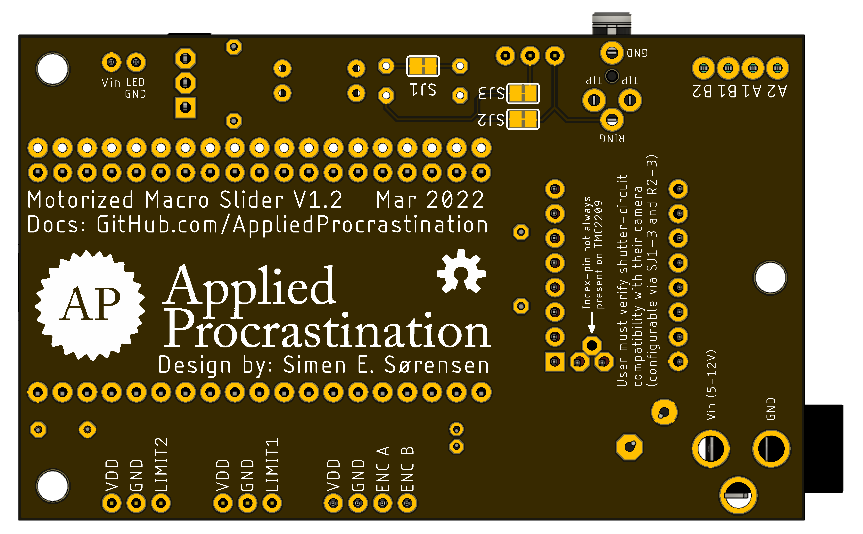 GND
TIP
TIP
RING
Vin LED
GND
SJ1
SJ3
SJ2
B2 B1 A1 A2
Motorized Macro Slider V1.2 Mar 2022
Docs: GitHub.com/AppliedProcrastination
AP
Applied
Procrastination
Design by: Simen E. Sørensen
Index-pin not always
present on TMC2209
User must verify shutter-circuit
compatibility with their camera
(configurable via SJ1-3 and R2-3)
Vin (5-12V)
GND
VDD
GND
LIMIT2
VDD
GND
LIMIT1
VDD
GND
ENC A
ENC B